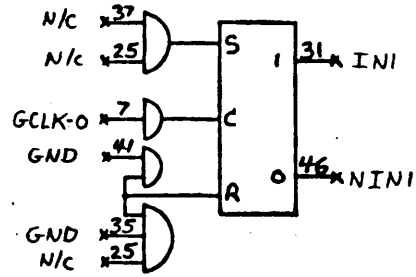 N/C 37
N/C 25 S 1 31 IN1
GCLK-0 7 C
GND 41
R 0 46 NIN1
GND 35
N/C 25